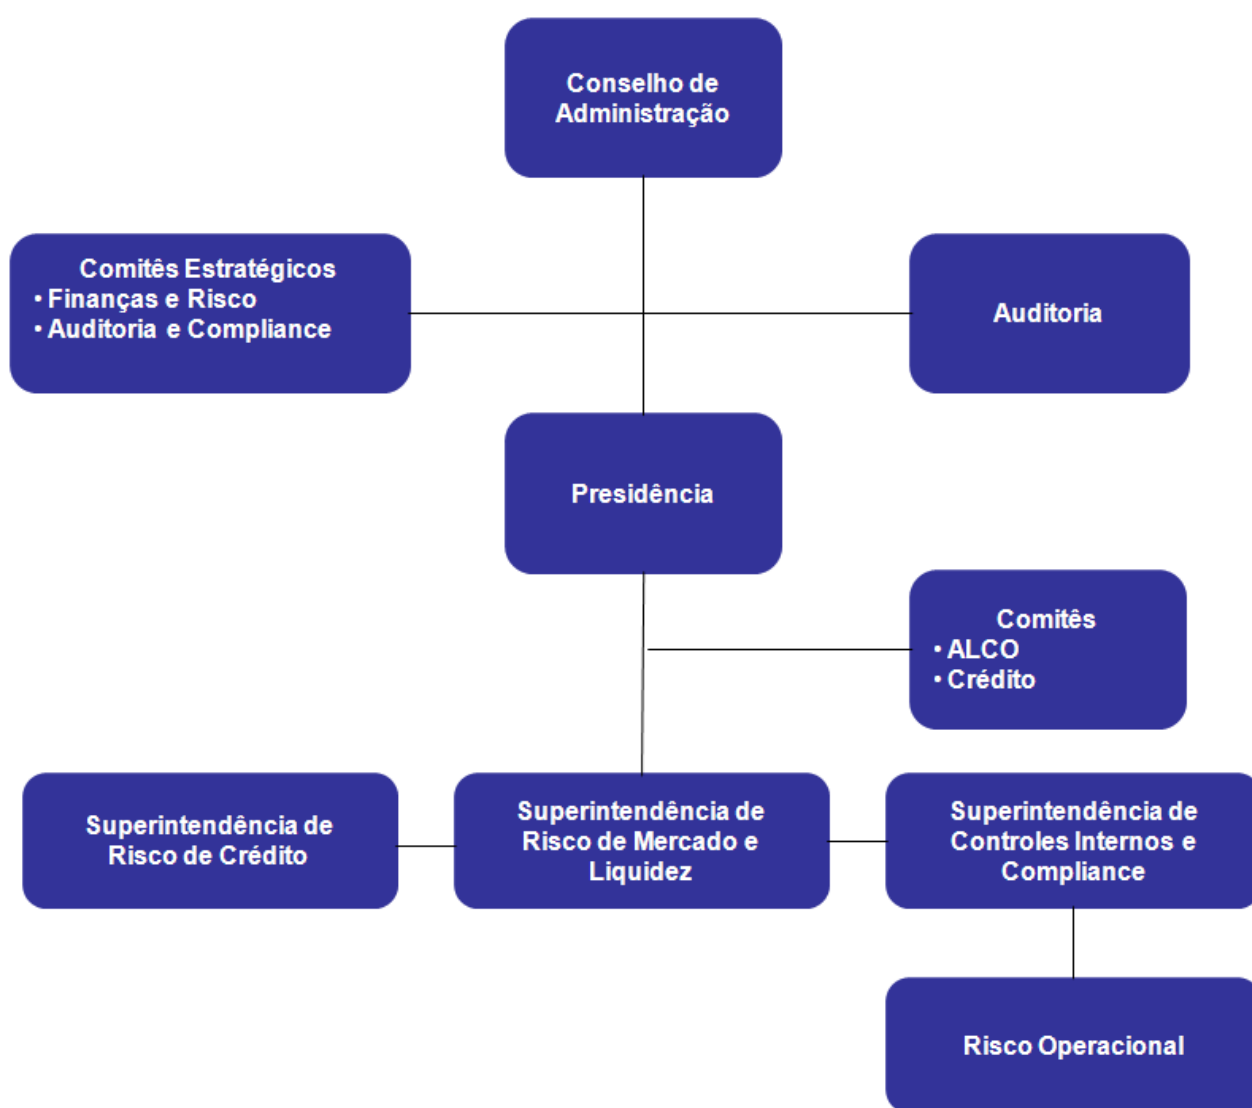 Conselho de
Administração
Comitês Estratégicos
• Finanças e Risco
• Auditoria e Compliance
Auditoria
Presidência
Comitês
• ALCO
• Crédito
Superintendência de
Risco de Crédito
Superintendência de
Risco de Mercado e
Liquidez
Superintendência de
Controles Internos e
Compliance
Risco Operacional